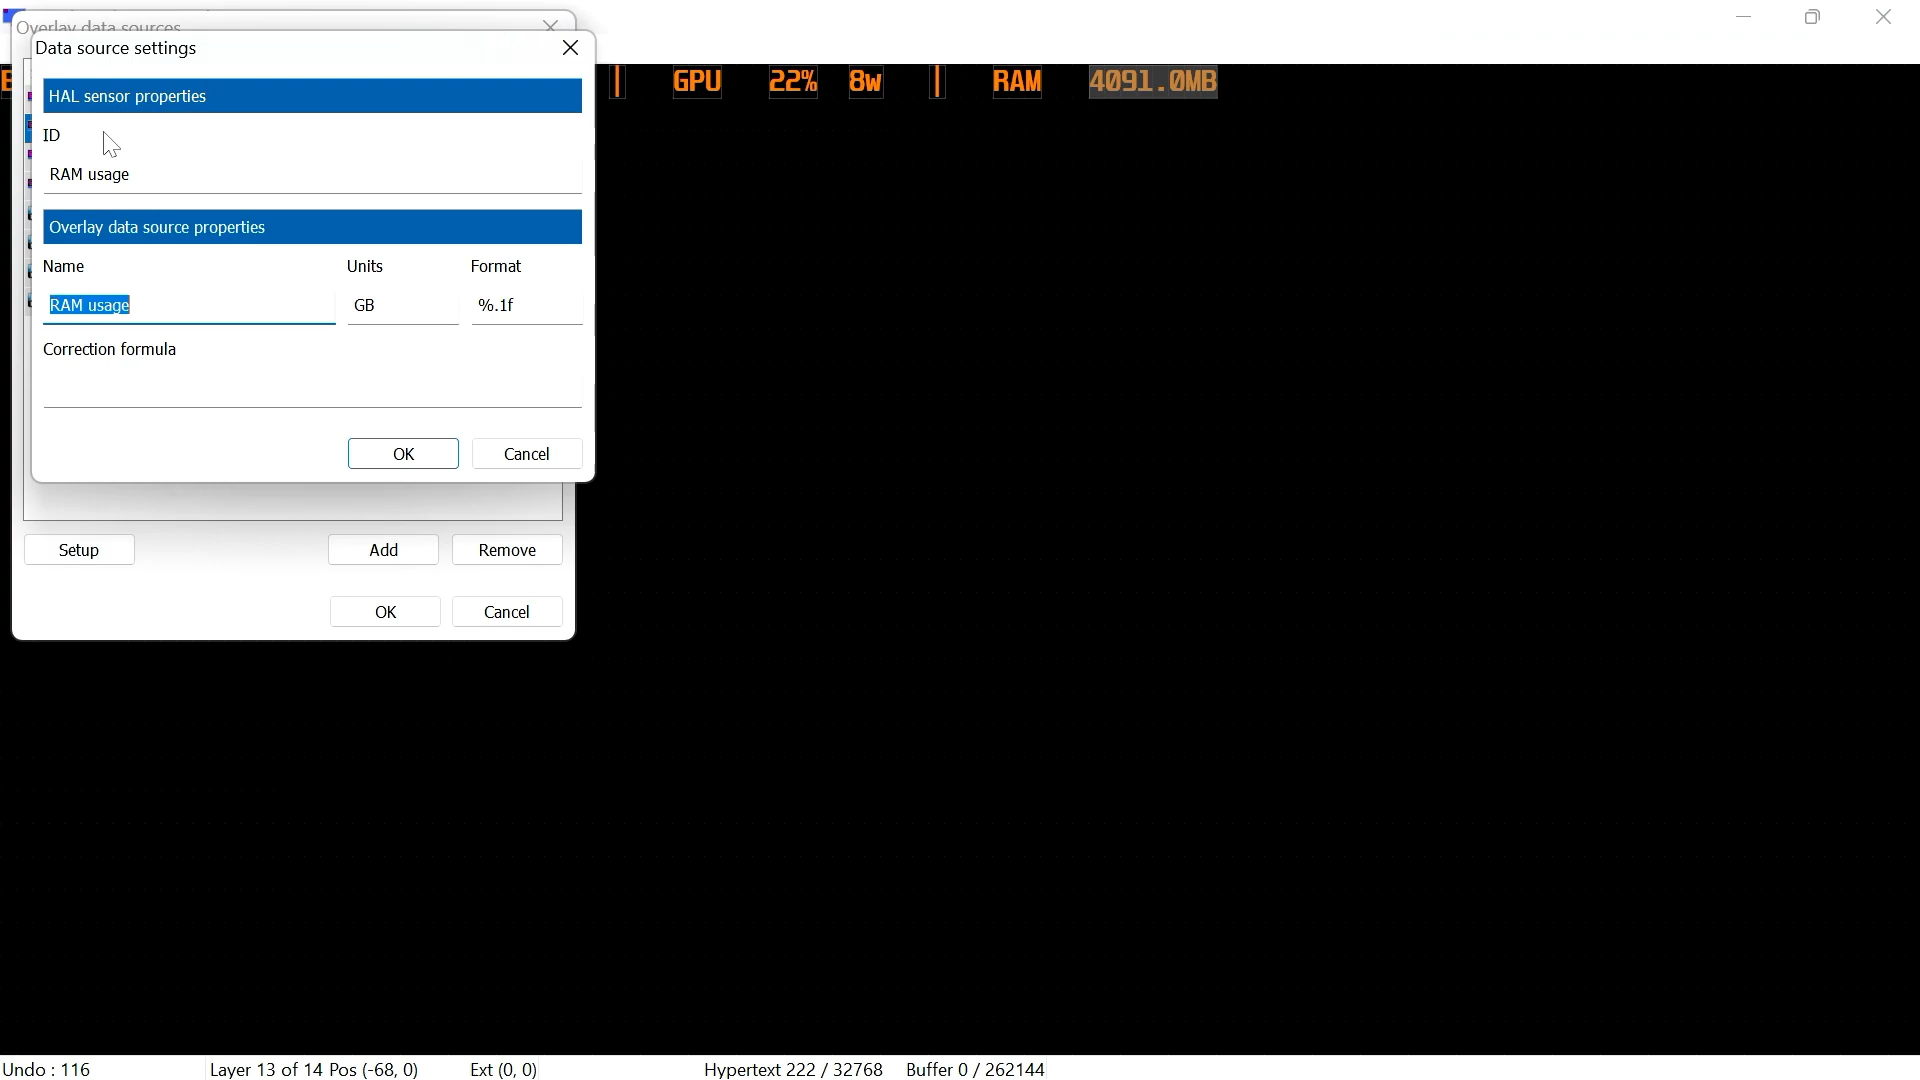 Overlay data sources
Data source settings
| GPU 22% 8w | RAM 4091.0MB
HAL sensor properties
ID
RAM usage
Overlay data source properties
Name Units Format
RAM usage GB %.1f
Correction formula
OK Cancel
Setup Add Remove
OK Cancel
Undo : 116 Layer 13 of 14 Pos (-68, 0) Ext (0, 0) Hypertext 222 / 32768 Buffer 0 / 262144